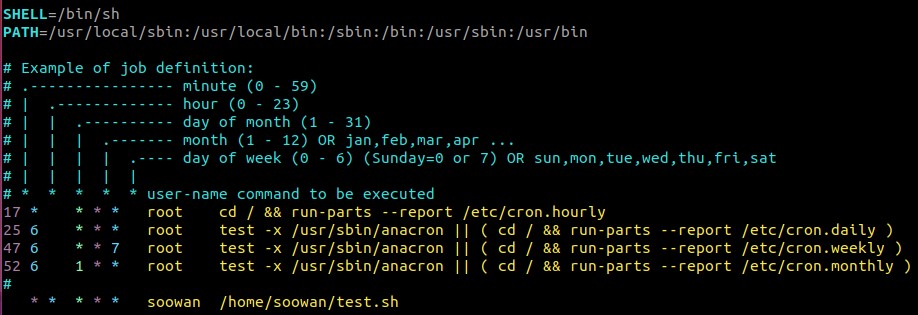 SHELL=/bin/sh
PATH=/usr/local/sbin:/usr/local/bin:/sbin:/bin:/usr/sbin:/usr/bin

# Example of job definition:
# .---------------- minute (0 - 59)
# |  .------------- hour (0 - 23)
# |  |  .---------- day of month (1 - 31)
# |  |  |  .------- month (1 - 12) OR jan,feb,mar,apr ...
# |  |  |  |  .---- day of week (0 - 6) (Sunday=0 or 7) OR sun,mon,tue,wed,thu,fri,sat
# |  |  |  |  |
# *  *  *  *  * user-name command to be executed
17 *    * * *   root    cd / && run-parts --report /etc/cron.hourly
25 6    * * *   root    test -x /usr/sbin/anacron || ( cd / && run-parts --report /etc/cron.daily )
47 6    * * 7   root    test -x /usr/sbin/anacron || ( cd / && run-parts --report /etc/cron.weekly )
52 6    1 * *   root    test -x /usr/sbin/anacron || ( cd / && run-parts --report /etc/cron.monthly )
#
   * *  * * *   soowan  /home/soowan/test.sh